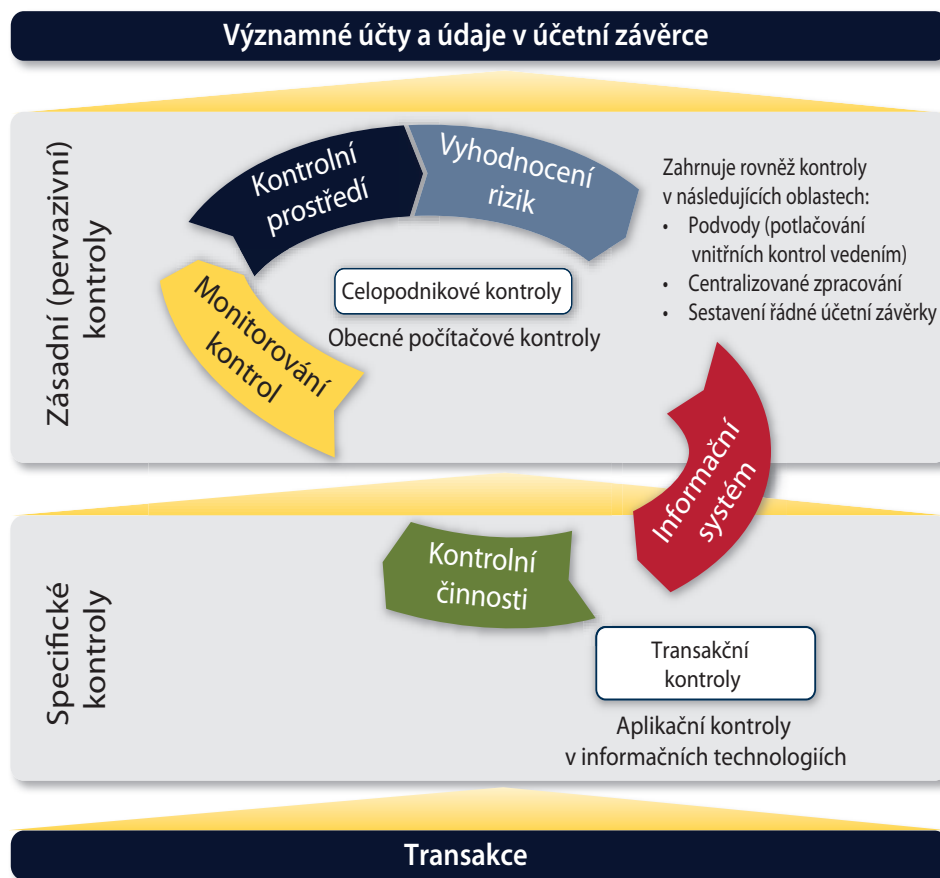 Významné účty a údaje v účetní závěrce
Zásadní (pervazivní)
kontroly
Kontrolní
prostředí
Vyhodnocení
rizik
Zahrnuje rovněž kontroly
v následujících oblastech:
• Podvody (potlačování
vnitřních kontrol vedením)
• Centralizované zpracování
• Sestavení řádné účetní závěrky
Monitorování
kontrol
Celopodnikové kontroly
Obecné počítačové kontroly
Informační
systém
Specifické
kontroly
Kontrolní
činnosti
Transakční
kontroly
Aplikační kontroly
v informačních technologiích
Transakce